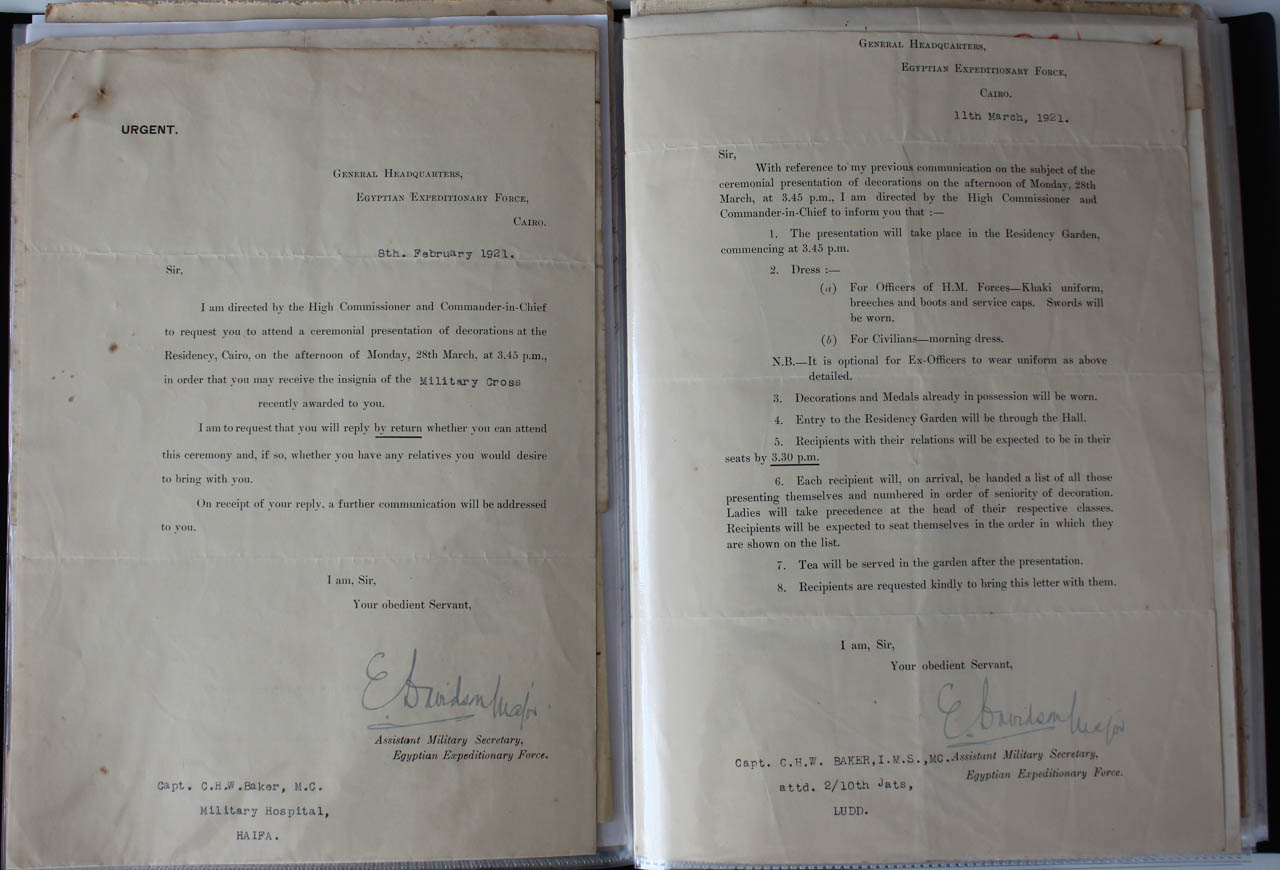 URGENT.
General Headquarters,
Egyptian Expeditionary Force,
Cairo.
8th. February 1921.
Sir,
I am directed by the High Commissioner and Commander-in-Chief
to request you to attend a ceremonial presentation of decorations at the
Residency, Cairo, on the afternoon of Monday, 28th March, at 3.45 p.m.,
in order that you may receive the insignia of the Military Cross
recently awarded to you.
I am to request that you will reply by return whether you can attend
this ceremony and, if so, whether you have any relatives you would desire
to bring with you.
On receipt of your reply, a further communication will be addressed
to you.
I am, Sir,
Your obedient Servant,
E. Davidson Major
Assistant Military Secretary,
Egyptian Expeditionary Force.
Capt. C.H.W.Baker, M.C.
Military Hospital,
HAIFA.
General Headquarters,
Egyptian Expeditionary Force,
Cairo.
11th March, 1921.
Sir,
With reference to my previous communication on the subject of the
ceremonial presentation of decorations on the afternoon of Monday, 28th
March, at 3.45 p.m., I am directed by the High Commissioner and
Commander-in-Chief to inform you that :—
1. The presentation will take place in the Residency Garden,
commencing at 3.45 p.m.
2. Dress :—
(a) For Officers of H.M. Forces—Khaki uniform,
breeches and boots and service caps. Swords will
be worn.
(b) For Civilians—morning dress.
N.B.—It is optional for Ex-Officers to wear uniform as above
detailed.
3. Decorations and Medals already in possession will be worn.
4. Entry to the Residency Garden will be through the Hall.
5. Recipients with their relations will be expected to be in their
seats by 3.30 p.m.
6. Each recipient will, on arrival, be handed a list of all those
presenting themselves and numbered in order of seniority of decoration.
Ladies will take precedence at the head of their respective classes.
Recipients will be expected to seat themselves in the order in which they
are shown on the list.
7. Tea will be served in the garden after the presentation.
8. Recipients are requested kindly to bring this letter with them.
I am, Sir,
Your obedient Servant,
E. Davidson Major
Assistant Military Secretary,
Egyptian Expeditionary Force.
Capt. C.H.W. BAKER,I.M.S.,MC.
attd. 2/10th Jats,
LUDD.